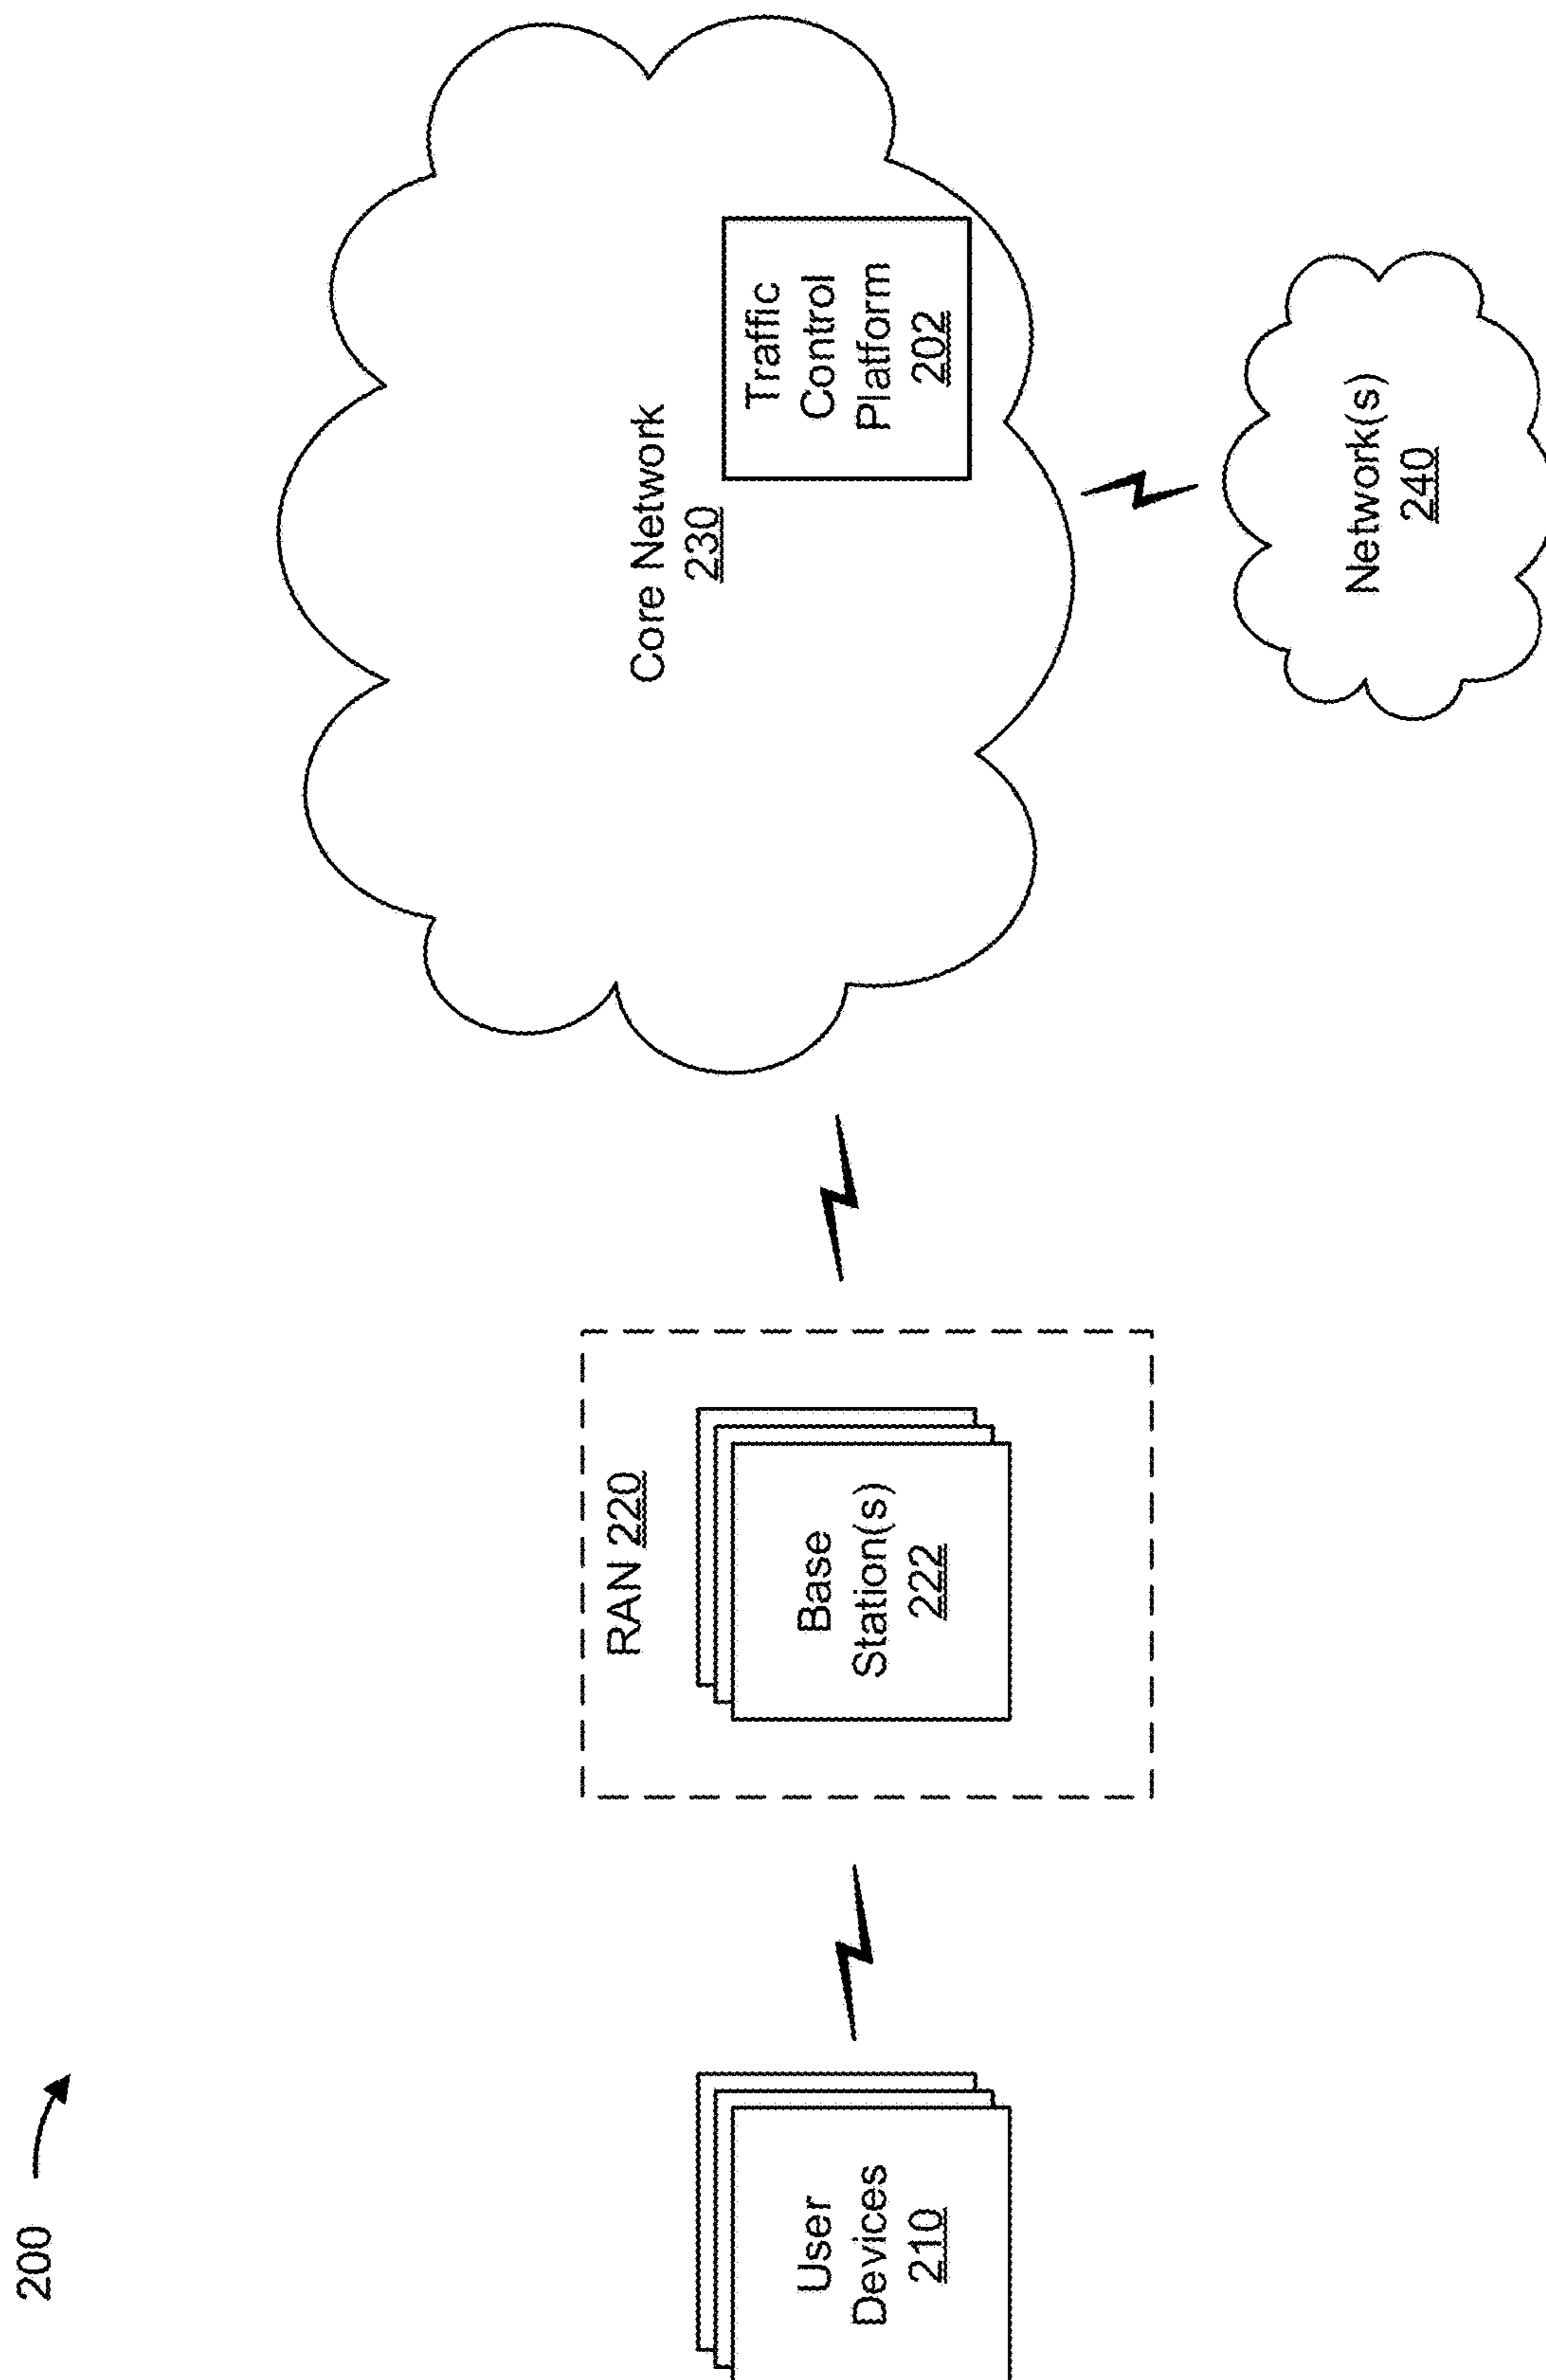 200
User
Devices
210
RAN 220
Base
Station(s)
222
Core Network
230
Traffic
Control
Platform
202
Network(s)
240